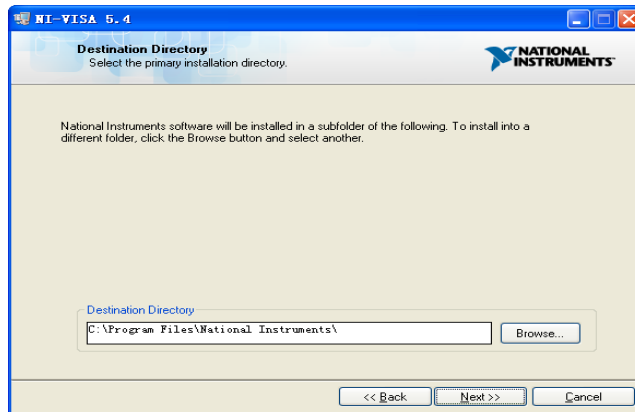 NI-VISA 5.4
Destination Directory
Select the primary installation directory.
NATIONAL
INSTRUMENTS™
National Instruments software will be installed in a subfolder of the following. To install into a
different folder, click the Browse button and select another.
Destination Directory
C:\Program Files\National Instruments\
Browse...
<< Back
Next >>
Cancel